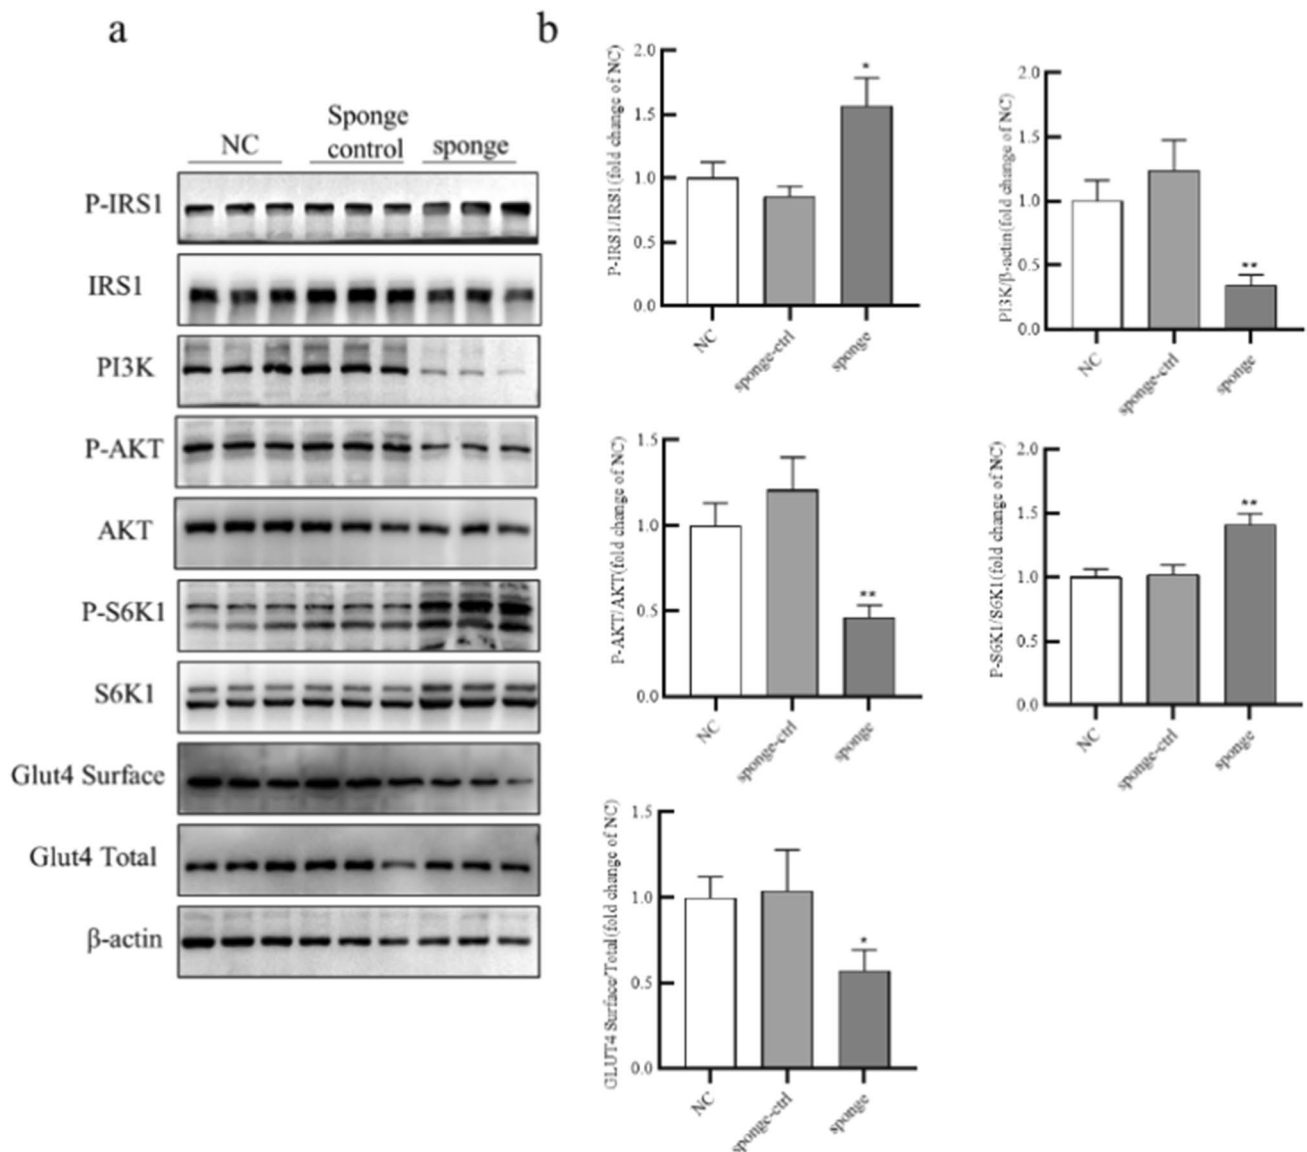 a
b
NC
Sponge
control
sponge
P-IRS1
IRS1
PI3K
P-AKT
AKT
P-S6K1
S6K1
Glut4 Surface
Glut4 Total
β-actin
P-IRS1/IRS1(fold change of NC)
2.0
1.5
1.0
0.5
0.0
NC
sponge-ctrl
sponge
*
PI3K/β-actin(fold change of NC)
2.0
1.5
1.0
0.5
0.0
NC
sponge-ctrl
sponge
**
P-AKT/AKT(fold change of NC)
1.5
1.0
0.5
0.0
NC
sponge-ctrl
sponge
**
P-S6K1/S6K1(fold change of NC)
2.0
1.5
1.0
0.5
0.0
NC
sponge-ctrl
sponge
**
GLUT4 Surface/Total(fold change of NC)
1.5
1.0
0.5
0.0
NC
sponge-ctrl
sponge
*